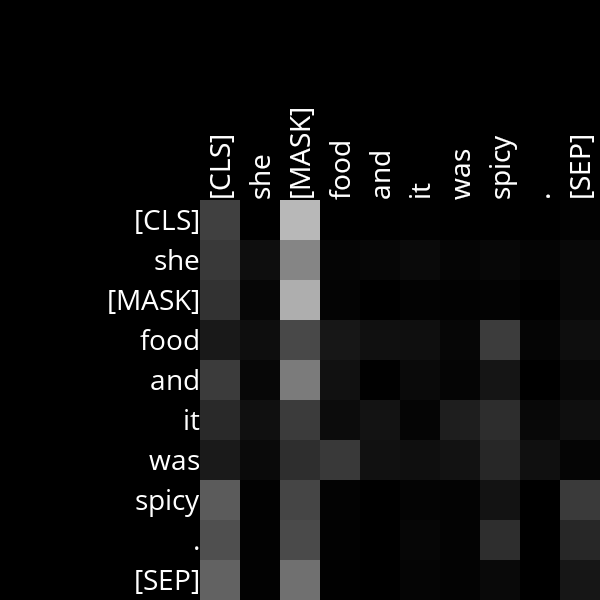 [CLS] she [MASK] food and it was spicy . [SEP]
[CLS]
she
[MASK]
food
and
it
was
spicy
.
[SEP]